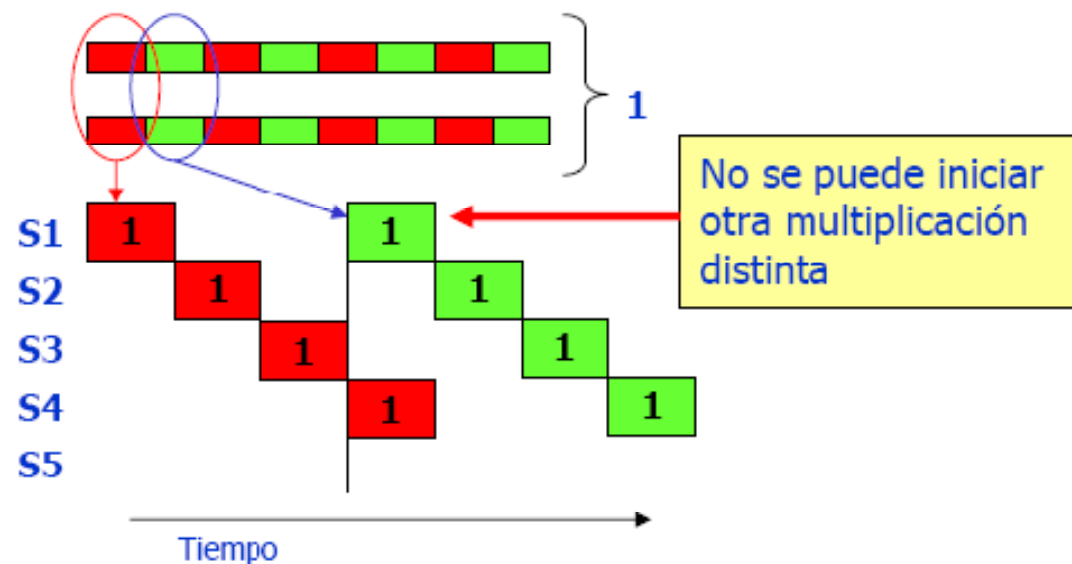 1
No se puede iniciar
otra multiplicación
distinta
S1 1 1
S2 1 1
S3 1 1
S4 1 1
S5
Tiempo